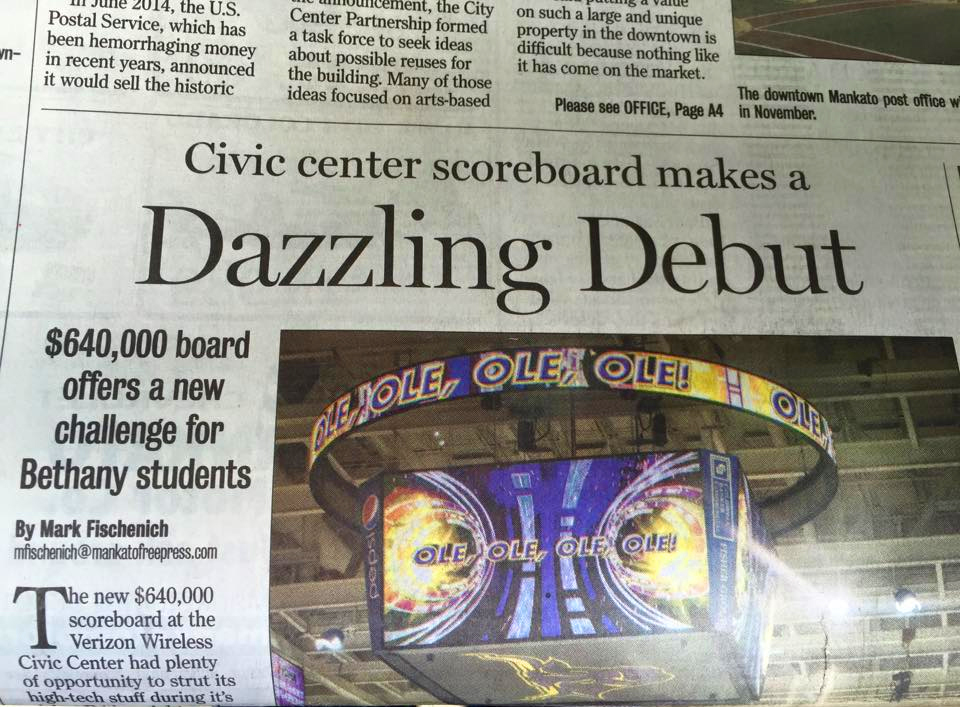 wn-
In June 2014, the U.S.
Postal Service, which has
been hemorrhaging money
in recent years, announced
it would sell the historic
announcement, the City
Center Partnership formed
a task force to seek ideas
about possible reuses for
the building. Many of those
ideas focused on arts-based
putting a value
on such a large and unique
property in the downtown is
difficult because nothing like
it has come on the market.
Please see OFFICE, Page A4
The downtown Mankato post office w
in November.
Civic center scoreboard makes a
Dazzling Debut
$640,000 board
offers a new
challenge for
Bethany students
By Mark Fischenich
mfischenich@mankatofreepress.com
The new $640,000
scoreboard at the
Verizon Wireless
Civic Center had plenty
of opportunity to strut its
high-tech stuff during it's
OLE, OLE, OLE, OLE!
OLE,
pepsi
OLE, OLE, OLE, OLE!
FISHER